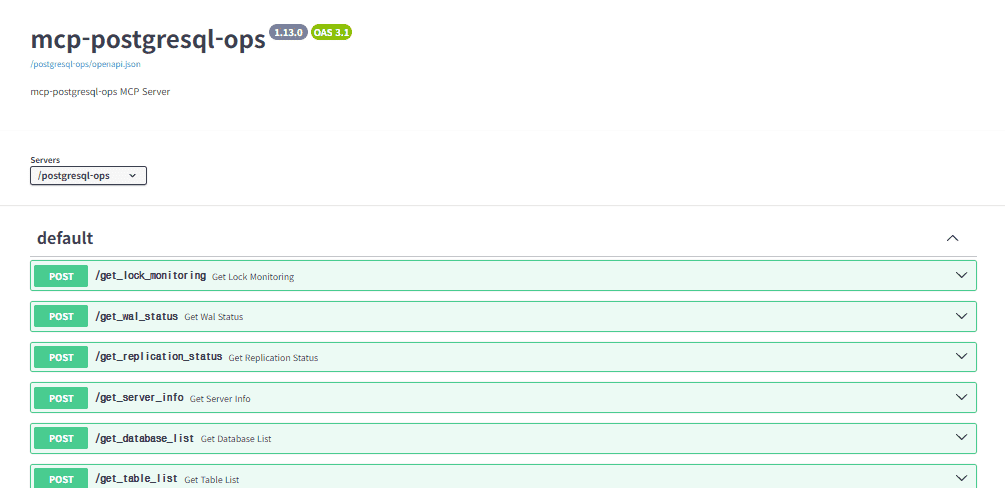 mcp-postgresql-ops 1.13.0 OAS 3.1
/postgresql-ops/openapi.json
mcp-postgresql-ops MCP Server
Servers
/postgresql-ops
default
POST /get_lock_monitoring Get Lock Monitoring
POST /get_wal_status Get Wal Status
POST /get_replication_status Get Replication Status
POST /get_server_info Get Server Info
POST /get_database_list Get Database List
POST /get_table_list Get Table List